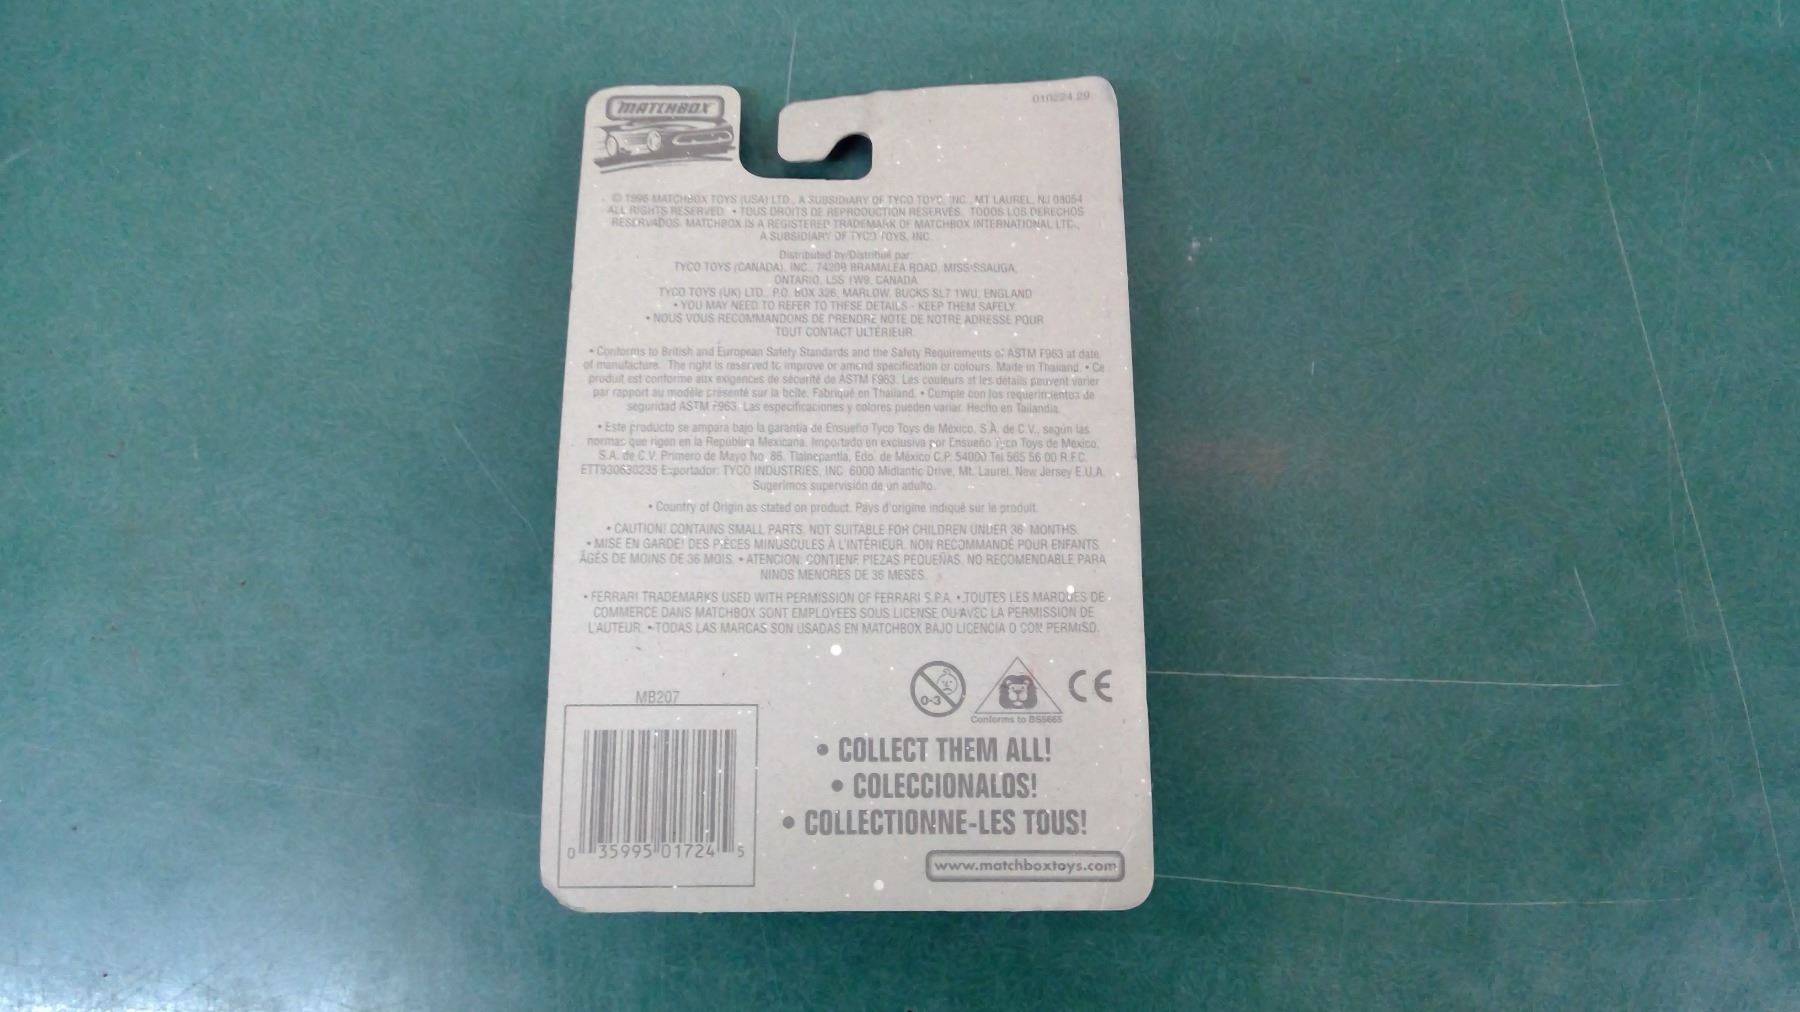 MATCHBOX
010224.29
© 1996 MATCHBOX TOYS (USA) LTD., A SUBSIDIARY OF TYCO TOYS, INC., MT LAUREL, NJ 08054
ALL RIGHTS RESERVED. • TOUS DROITS DE REPRODUCTION RÉSERVÉS. TODOS LOS DERECHOS
RESERVADOS. MATCHBOX IS A REGISTERED TRADEMARK OF MATCHBOX INTERNATIONAL LTD.,
A SUBSIDIARY OF TYCO TOYS, INC.
Distributed by/Distribué par:
TYCO TOYS (CANADA), INC., 74209 BRAMALEA ROAD, MISSISSAUGA,
ONTARIO, L5S 1W9, CANADA
TYCO TOYS (UK) LTD., P.O. BOX 326, MARLOW, BUCKS SL7 1WU, ENGLAND
• YOU MAY NEED TO REFER TO THESE DETAILS - KEEP THEM SAFELY.
• NOUS VOUS RECOMMANDONS DE PRENDRE NOTE DE NOTRE ADRESSE POUR
TOUT CONTACT ULTÉRIEUR.
• Conforms to British and European Safety Standards and the Safety Requirements of ASTM F963 at date
of manufacture. The right is reserved to improve or amend specification or colours. Made in Thailand. • Ce
produit est conforme aux exigences de sécurité de ASTM F963. Les couleurs et les détails peuvent varier
par rapport au modèle présenté sur la boîte. Fabriqué en Thailand. • Cumple con los requerimientos de
seguridad ASTM F963. Las especificaciones y colores pueden variar. Hecho en Tailandia.
• Este producto se ampara bajo la garantía de Ensueño Tyco Toys de México, S.A. de C.V., según las
normas que rigen en la República Mexicana. Importado en exclusiva por Ensueño Tyco Toys de México,
S.A. de C.V. Primero de Mayo No. 86, Tlalnepantla, Edo. de México C.P. 54000 Tel 565 56 00 R.F.C.
ETT930630235 Exportador: TYCO INDUSTRIES, INC. 6000 Midlantic Drive, Mt. Laurel, New Jersey E.U.A.
Sugerimos supervisión de un adulto.
• Country of Origin as stated on product. Pays d'origine indiqué sur le produit.
• CAUTION! CONTAINS SMALL PARTS. NOT SUITABLE FOR CHILDREN UNDER 36 MONTHS.
• MISE EN GARDE! DES PIÈCES MINUSCULES À L'INTÉRIEUR. NON RECOMMANDÉ POUR ENFANTS
ÂGÉS DE MOINS DE 36 MOIS. • ATENCION: CONTIENE PIEZAS PEQUEÑAS. NO RECOMENDABLE PARA
NIÑOS MENORES DE 36 MESES.
• FERRARI TRADEMARKS USED WITH PERMISSION OF FERRARI S.P.A. • TOUTES LES MARQUES DE
COMMERCE DANS MATCHBOX SONT EMPLOYEES SOUS LICENSE OU AVEC LA PERMISSION DE
L'AUTEUR. • TODAS LAS MARCAS SON USADAS EN MATCHBOX BAJO LICENCIA O CON PERMISO.
0-3
CE
Conforms to BS5665
MB207
0 35995 01724 5
• COLLECT THEM ALL!
• COLECCIONALOS!
• COLLECTIONNE-LES TOUS!
www.matchboxtoys.com